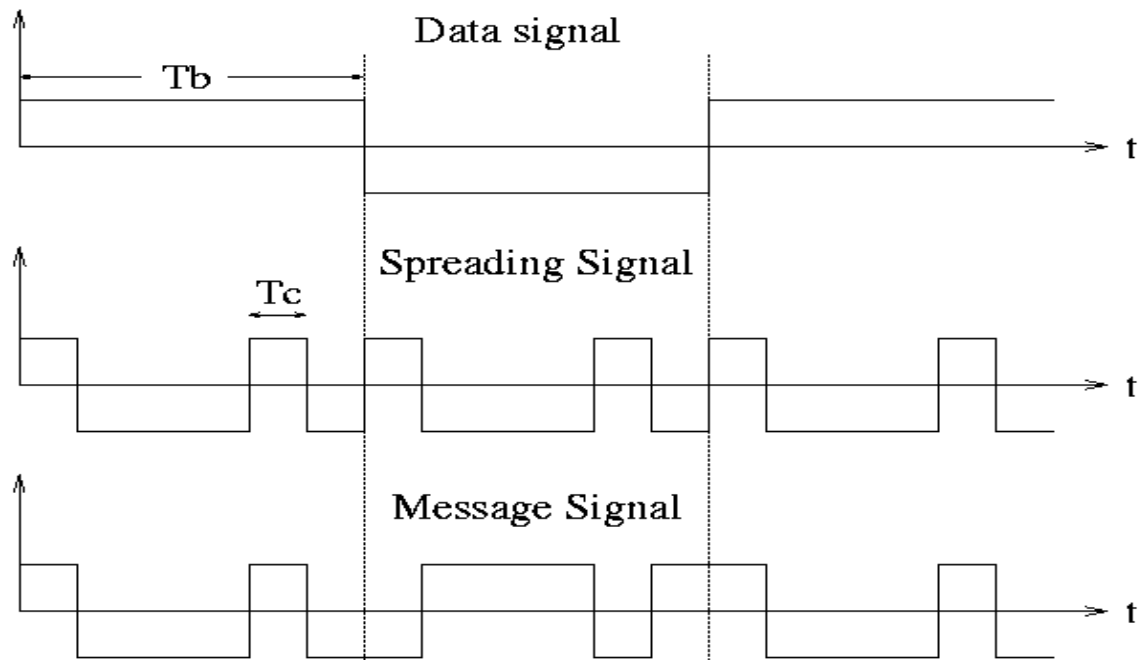 Data signal
Tb
t
Spreading Signal
Tc
t
Message Signal
t